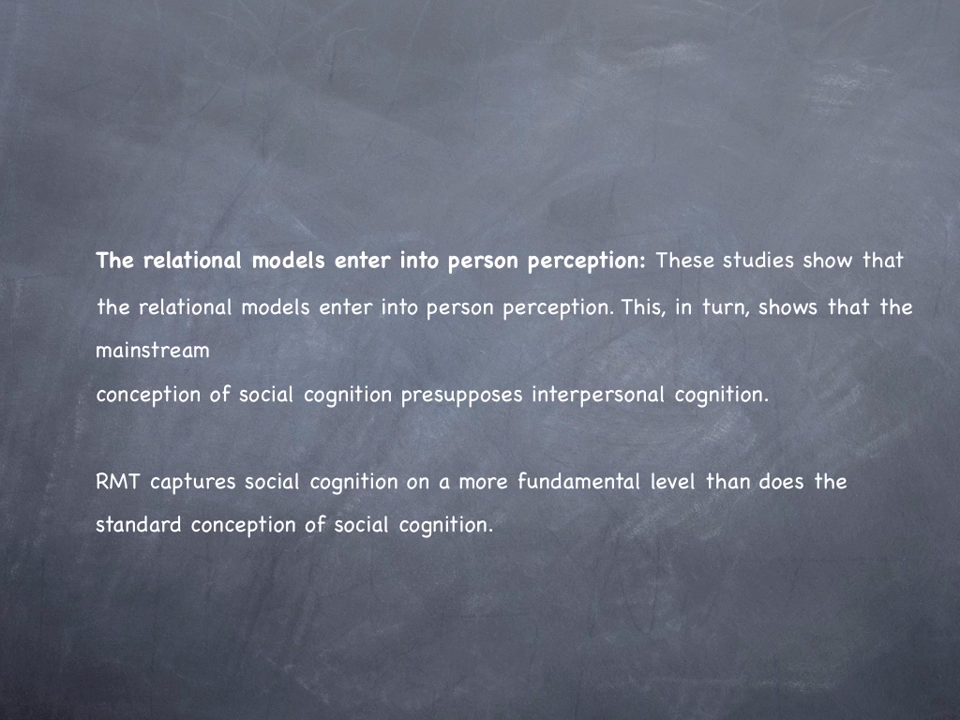 The relational models enter into person perception: These studies show that
the relational models enter into person perception. This, in turn, shows that the
mainstream
conception of social cognition presupposes interpersonal cognition.
RMT captures social cognition on a more fundamental level than does the
standard conception of social cognition.